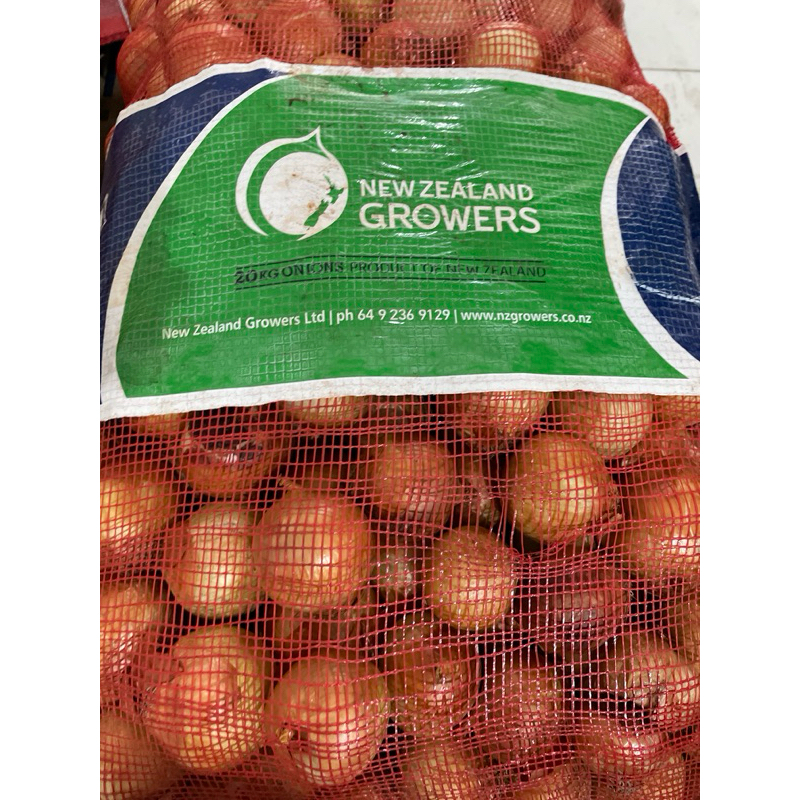 NEW ZEALAND
GROWERS
20KG ONIONS PRODUCT OF NEW ZEALAND
New Zealand Growers Ltd | ph 64 9 236 9129 | www.nzgrowers.co.nz